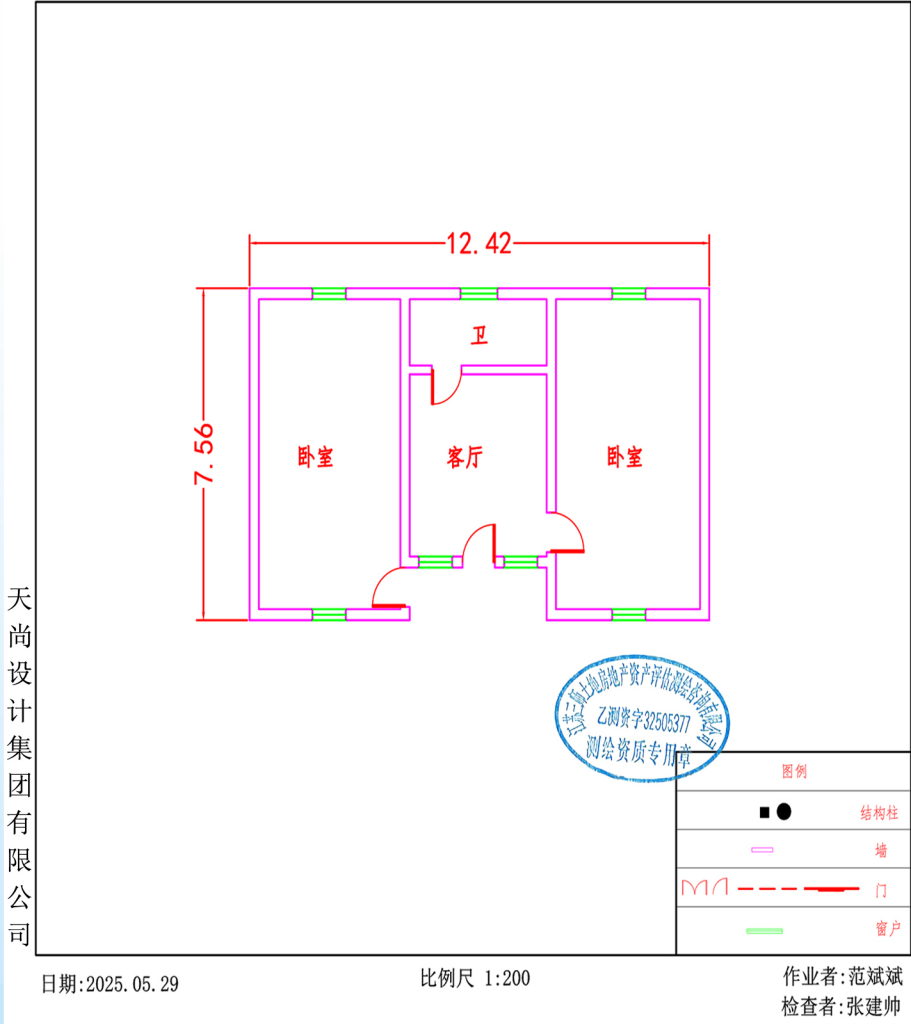 12.42
7.56
卫
卧室
客厅
卧室
天尚设计集团有限公司
乙测资字32505377
测绘资质专用章
图例
结构柱
墙
门
窗户
日期:2025.05.29
比例尺 1:200
作业者:范斌斌
检查者:张建帅